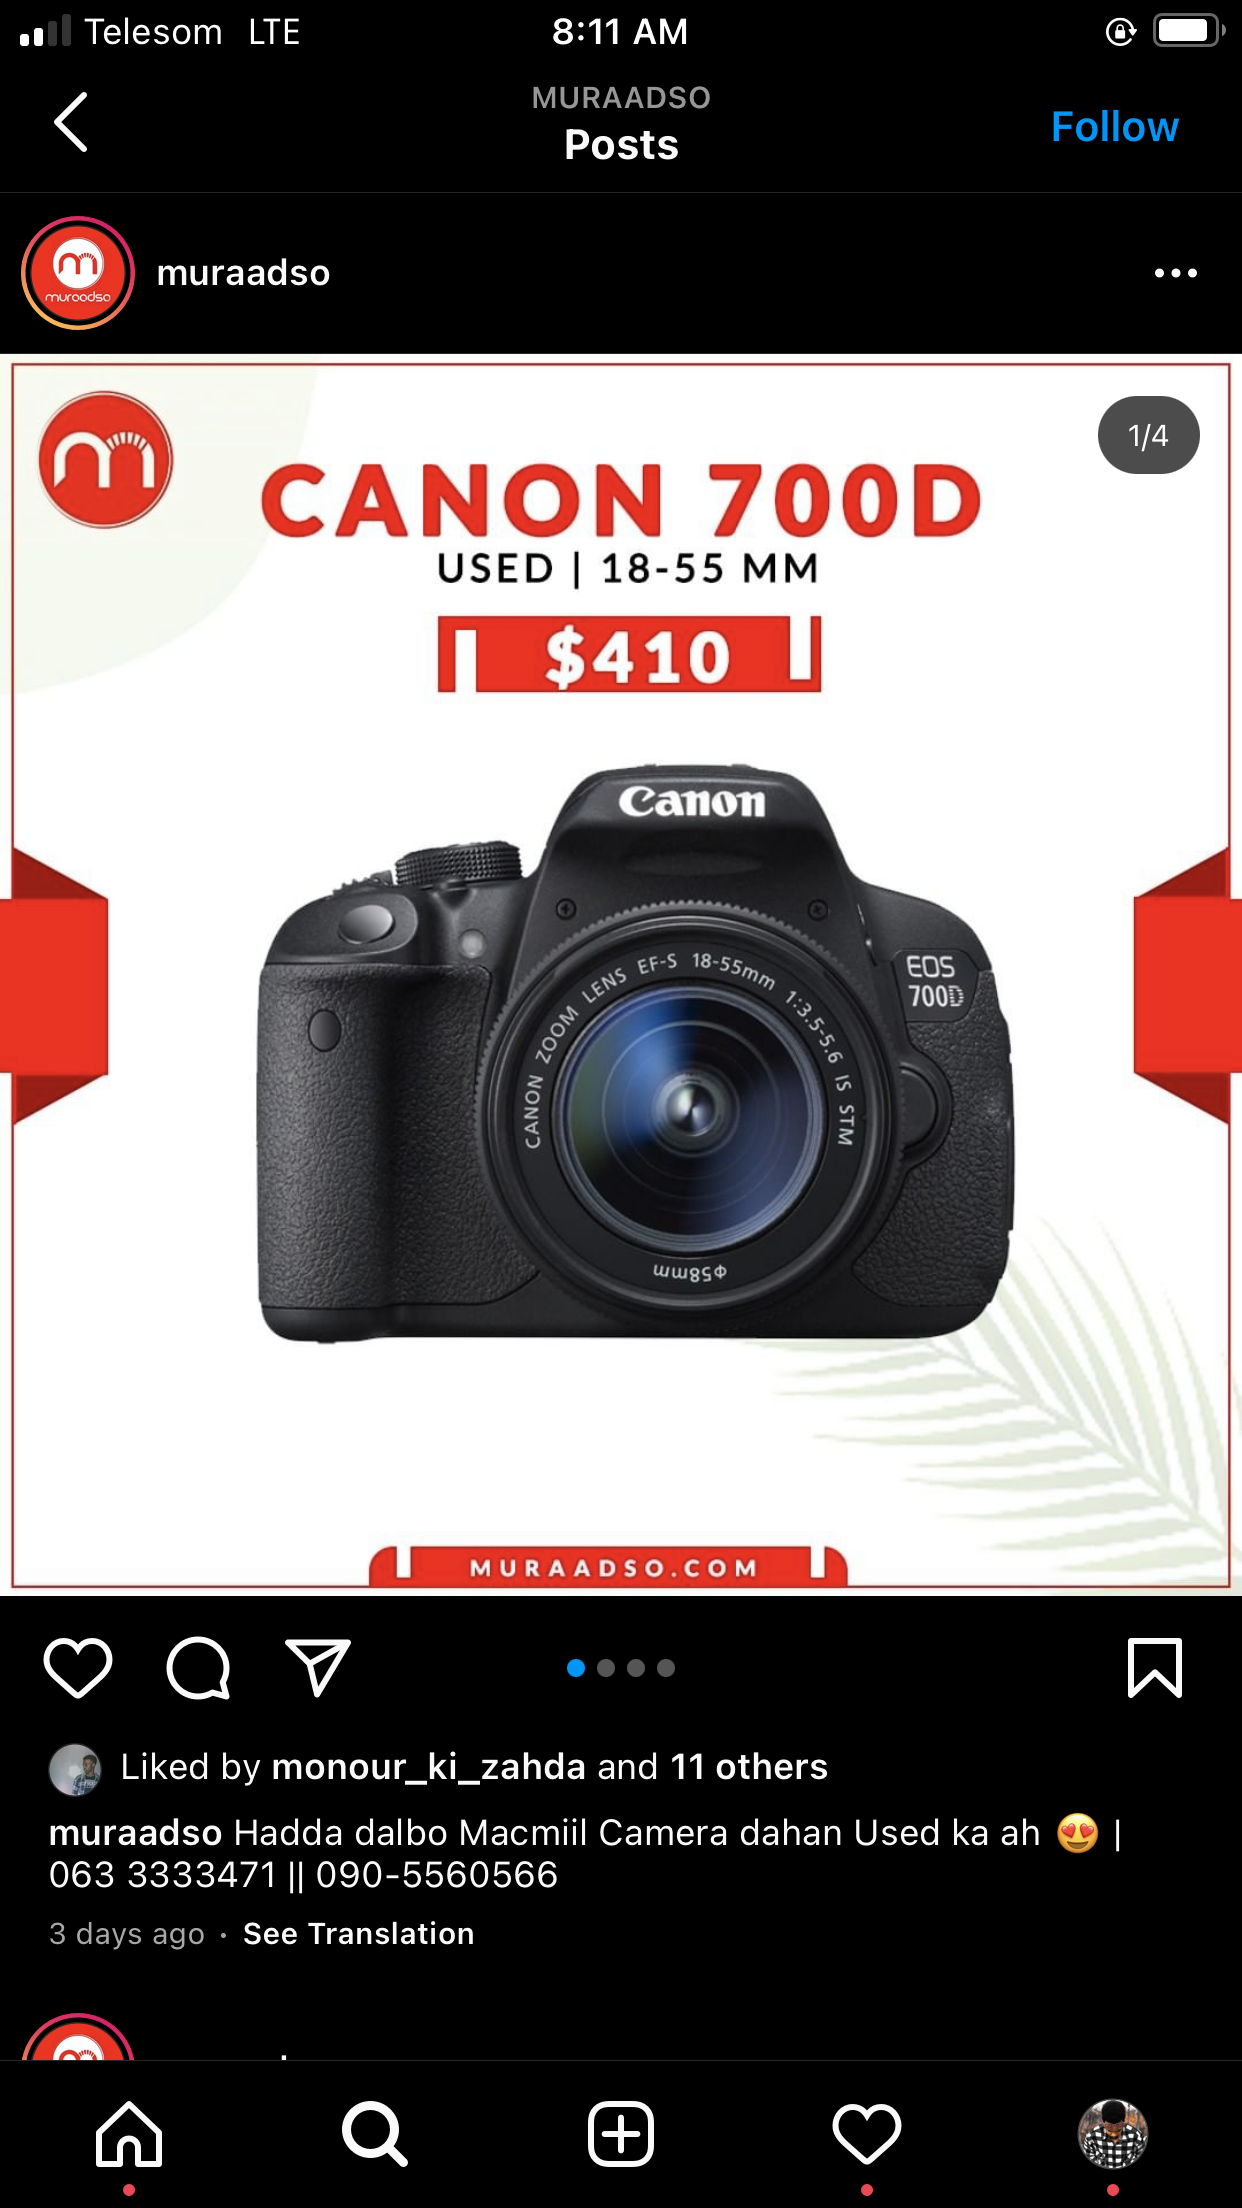 Telesom LTE 8:11 AM
MURAADSO
Posts
Follow
muraadso
muraadso
1/4
CANON 700D
USED | 18-55 MM
$410
Canon
EOS
700D
CANON ZOOM LENS EF-S 18-55mm 1:3.5-5.6 IS STM
φ58mm
MURAADSO.COM
Liked by monour_ki_zahda and 11 others
muraadso Hadda dalbo Macmiil Camera dahan Used ka ah 😍 |
063 3333471 || 090-5560566
3 days ago · See Translation